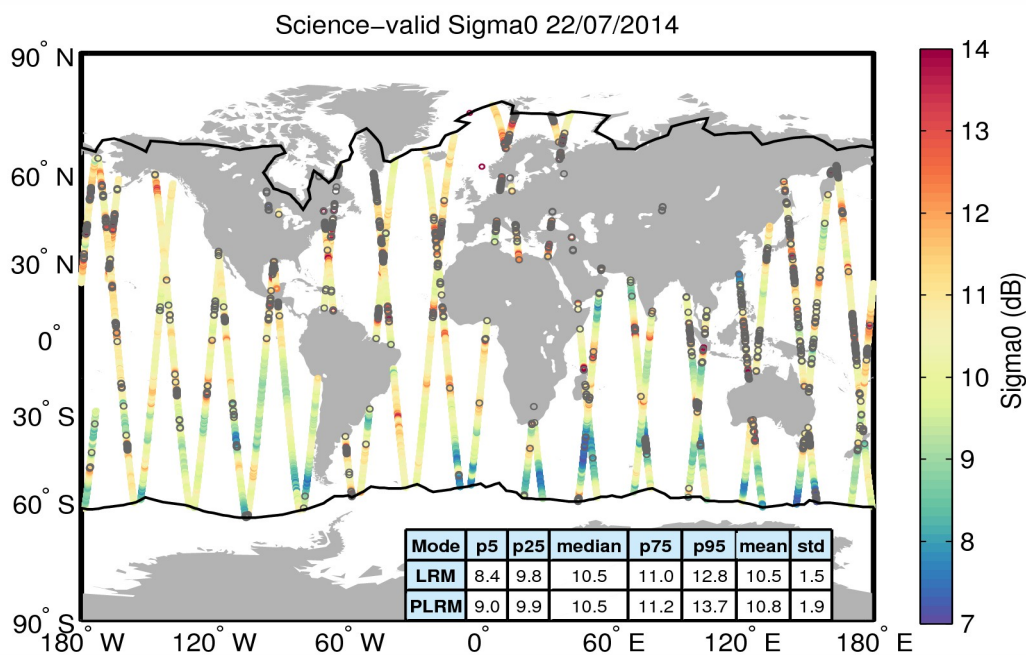 Science−valid Sigma0 22/07/2014
90° N
60° N
30° N
0°
30° S
60° S
90° S
180° W
120° W
60° W
0°
60° E
120° E
180° E
Mode p5 p25 median p75 p95 mean std
LRM 8.4 9.8 10.5 11.0 12.8 10.5 1.5
PLRM 9.0 9.9 10.5 11.2 13.7 10.8 1.9
14
13
12
11
10
9
8
7
Sigma0 (dB)